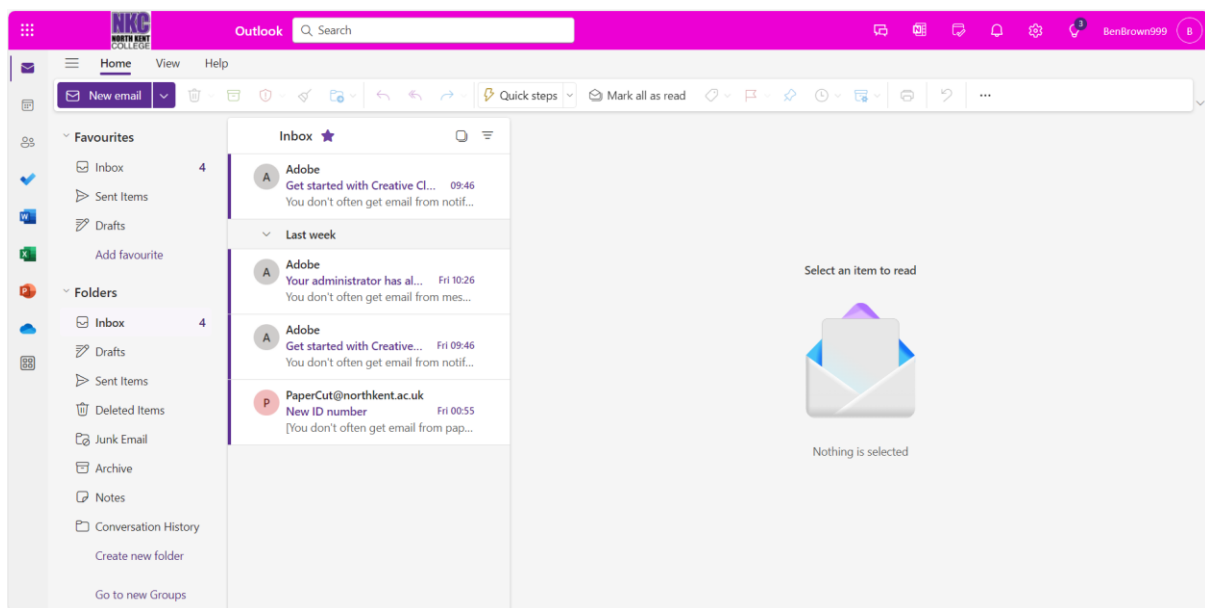 NKC
NORTH KENT
COLLEGE
Outlook
Search
3
BenBrown999
B
Home View Help
New email
Quick steps
Mark all as read
...
Favourites
Inbox 4
Sent Items
Drafts
Add favourite
Folders
Inbox 4
Drafts
Sent Items
Deleted Items
Junk Email
Archive
Notes
Conversation History
Create new folder
Go to new Groups
Inbox
A
Adobe
Get started with Creative Cl... 09:46
You don't often get email from notif...
Last week
A
Adobe
Your administrator has al... Fri 10:26
You don't often get email from mes...
A
Adobe
Get started with Creative... Fri 09:46
You don't often get email from notif...
P
PaperCut@northkent.ac.uk
New ID number Fri 00:55
[You don't often get email from pap...
Select an item to read
Nothing is selected